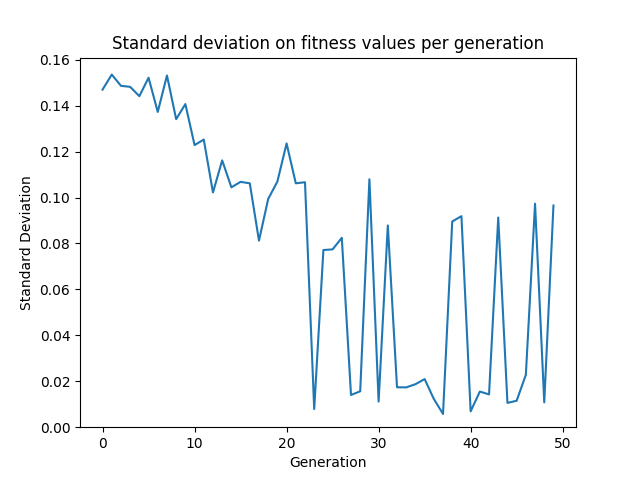 Standard deviation on fitness values per generation
0.16
0.14
0.12
0.10
0.08
0.06
0.04
0.02
0.00
Standard Deviation
0 10 20 30 40 50
Generation